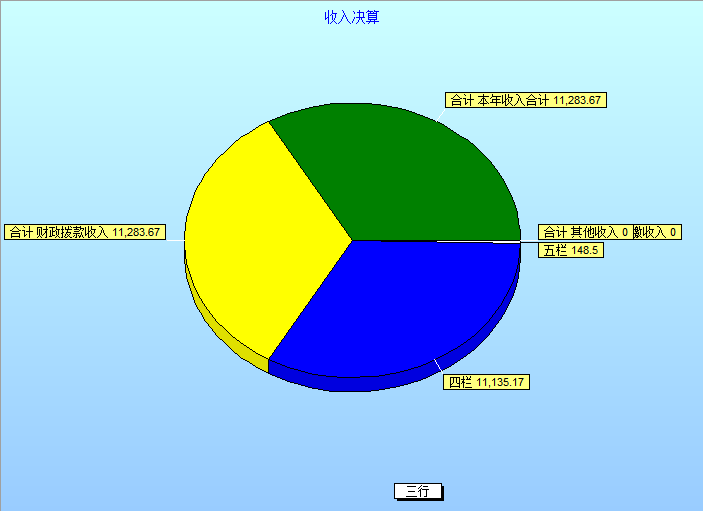 收入决算
合计 本年收入合计 11,283.67
合计 财政拨款收入 11,283.67
合计 其他收入 0
缴收入 0
五栏 148.5
四栏 11,135.17
三行